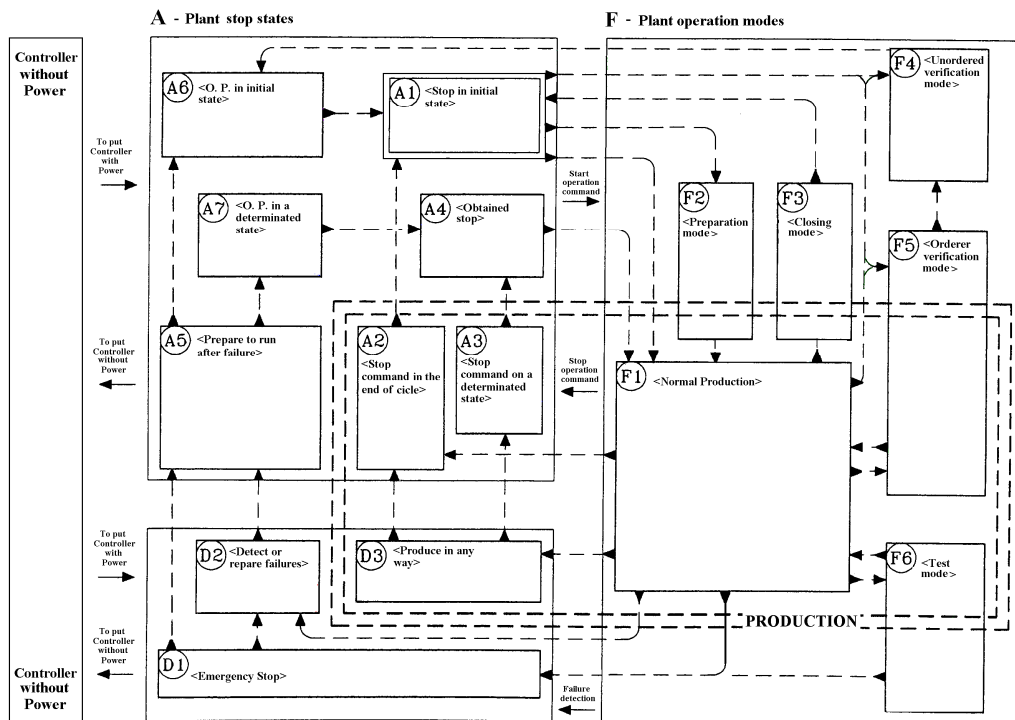 A - Plant stop states
F - Plant operation modes
Controller
without
Power
A6 <O. P. in initial
state>
A1 <Stop in initial
state>
F4 <Unordered
verification
mode>
To put
Controller
with
Power
Start
operation
command
A7 <O. P. in a
determinated
state>
A4 <Obtained
stop>
F2
<Preparation
mode>
F3
<Closing
mode>
F5 <Orderer
verification
mode>
To put
Controller
without
Power
A5 <Prepare to run
after failure>
A2
<Stop
command in the
end of cicle>
A3
<Stop
command on a
determinated
state>
Stop
operation
command
F1 <Normal Production>
To put
Controller
with
Power
D2 <Detect or
repare failures>
D3 <Produce in any
way>
F6
<Test
mode>
PRODUCTION
To put
Controller
without
Power
D1
<Emergency Stop>
Failure
detection
Controller
without
Power